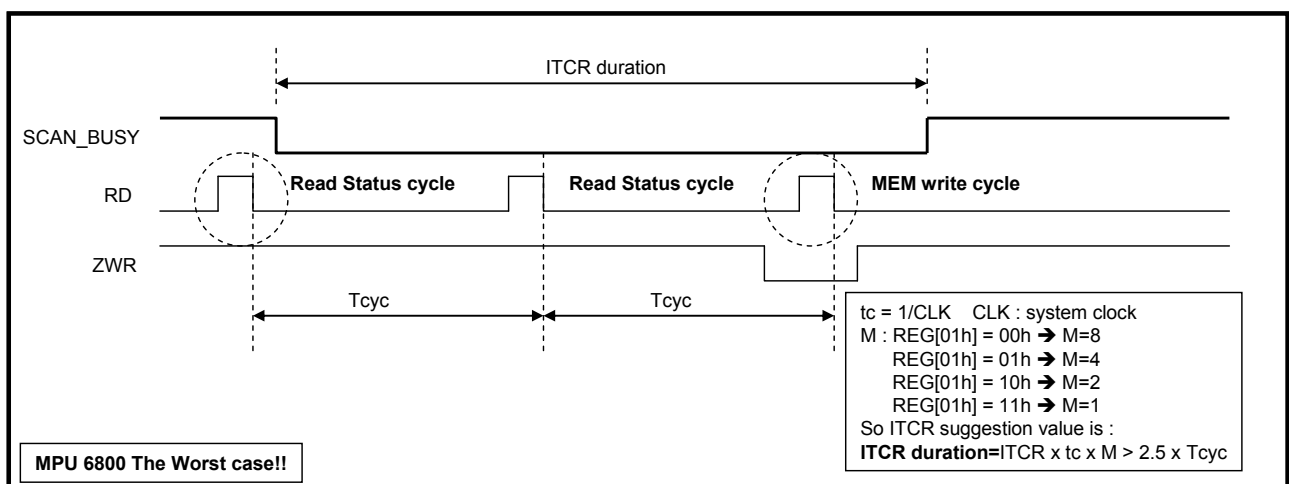 ITCR duration
SCAN_BUSY
RD
Read Status cycle
Read Status cycle
MEM write cycle
ZWR
Tcyc
Tcyc
tc = 1/CLK CLK : system clock
M : REG[01h] = 00h ➔ M=8
REG[01h] = 01h ➔ M=4
REG[01h] = 10h ➔ M=2
REG[01h] = 11h ➔ M=1
So ITCR suggestion value is :
ITCR duration=ITCR x tc x M > 2.5 x Tcyc
MPU 6800 The Worst case!!